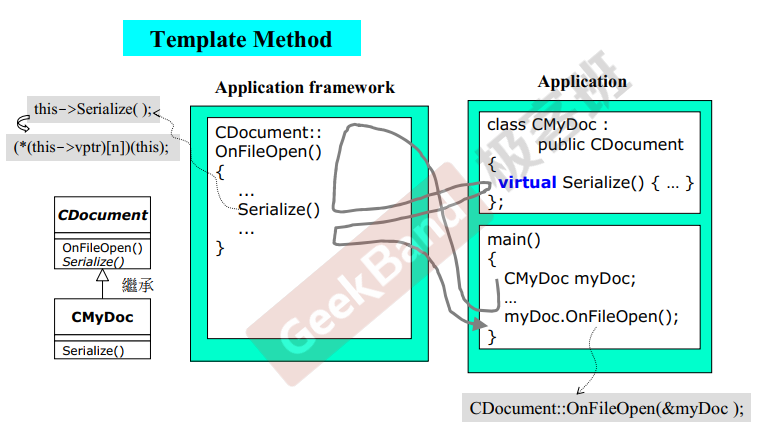 Template Method
Application framework
Application
this->Serialize( );
(*(this->vptr)[n])(this);
CDocument
OnFileOpen()
Serialize()
繼承
CMyDoc
Serialize()
CDocument::
OnFileOpen()
{
...
Serialize()
...
}
class CMyDoc :
public CDocument
{
virtual Serialize() { … }
};
main()
{
CMyDoc myDoc;
…
myDoc.OnFileOpen();
}
CDocument::OnFileOpen(&myDoc );
GeekBand 极客班